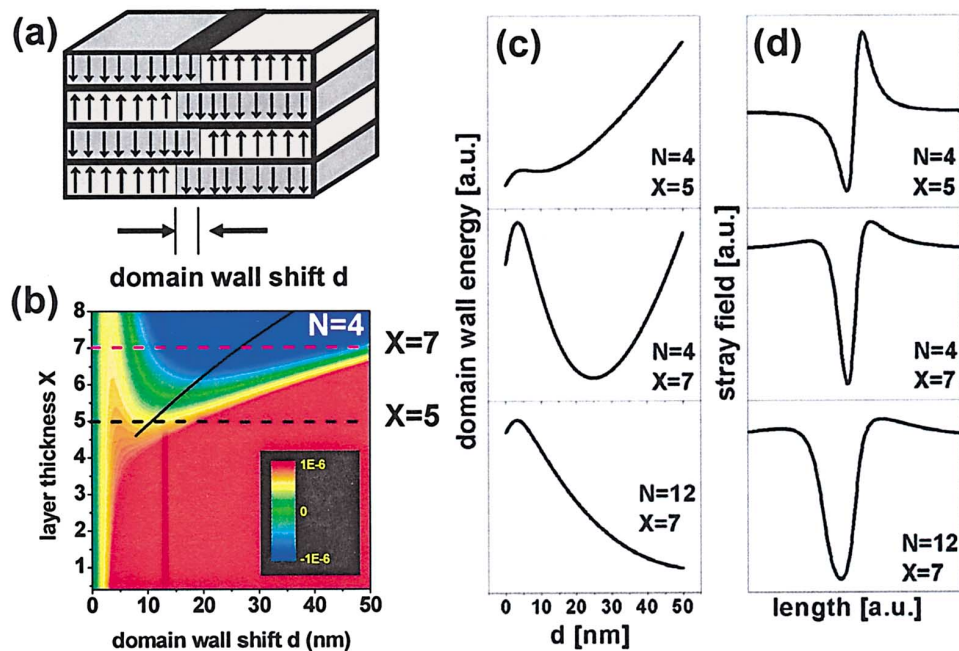 (a)
domain wall shift d
(b)
layer thickness X
8
7
6
5
4
3
2
1
N=4
X=7
X=5
1E-6
0
-1E-6
0
10
20
30
40
50
domain wall shift d (nm)
(c)
domain wall energy [a.u.]
N=4
X=5
N=4
X=7
N=12
X=7
0
10
20
30
40
50
d [nm]
(d)
stray field [a.u.]
N=4
X=5
N=4
X=7
N=12
X=7
length [a.u.]